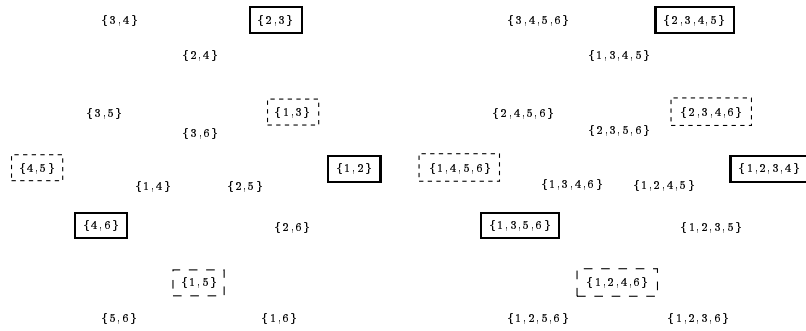 {3,4} {2,3} {3,4,5,6} {2,3,4,5}
{2,4} {1,3,4,5}
{3,5} {1,3} {2,4,5,6} {2,3,4,6}
{3,6} {2,3,5,6}
{4,5} {1,2} {1,4,5,6} {1,2,3,4}
{1,4} {2,5} {1,3,4,6} {1,2,4,5}
{4,6} {2,6} {1,3,5,6} {1,2,3,5}
{1,5} {1,2,4,6}
{5,6} {1,6} {1,2,5,6} {1,2,3,6}